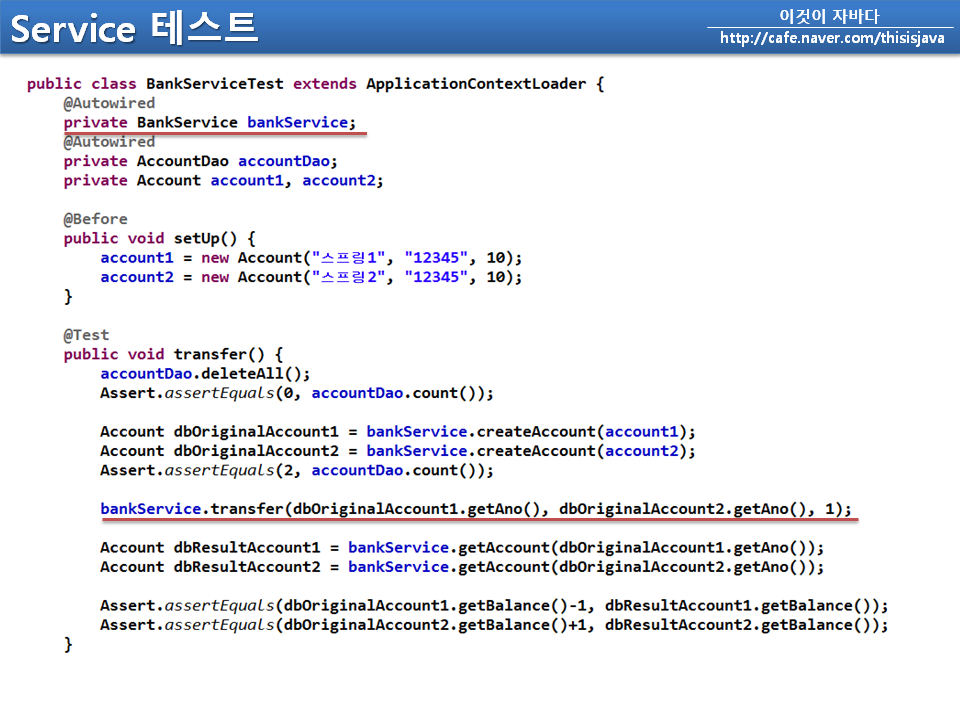 Service 테스트
이것이 자바다
http://cafe.naver.com/thisisjava
public class BankServiceTest extends ApplicationContextLoader {
    @Autowired
    private BankService bankService;
    @Autowired
    private AccountDao accountDao;
    private Account account1, account2;

    @Before
    public void setUp() {
        account1 = new Account("스프링1", "12345", 10);
        account2 = new Account("스프링2", "12345", 10);
    }

    @Test
    public void transfer() {
        accountDao.deleteAll();
        Assert.assertEquals(0, accountDao.count());

        Account dbOriginalAccount1 = bankService.createAccount(account1);
        Account dbOriginalAccount2 = bankService.createAccount(account2);
        Assert.assertEquals(2, accountDao.count());

        bankService.transfer(dbOriginalAccount1.getAno(), dbOriginalAccount2.getAno(), 1);

        Account dbResultAccount1 = bankService.getAccount(dbOriginalAccount1.getAno());
        Account dbResultAccount2 = bankService.getAccount(dbOriginalAccount2.getAno());

        Assert.assertEquals(dbOriginalAccount1.getBalance()-1, dbResultAccount1.getBalance());
        Assert.assertEquals(dbOriginalAccount2.getBalance()+1, dbResultAccount2.getBalance());
    }